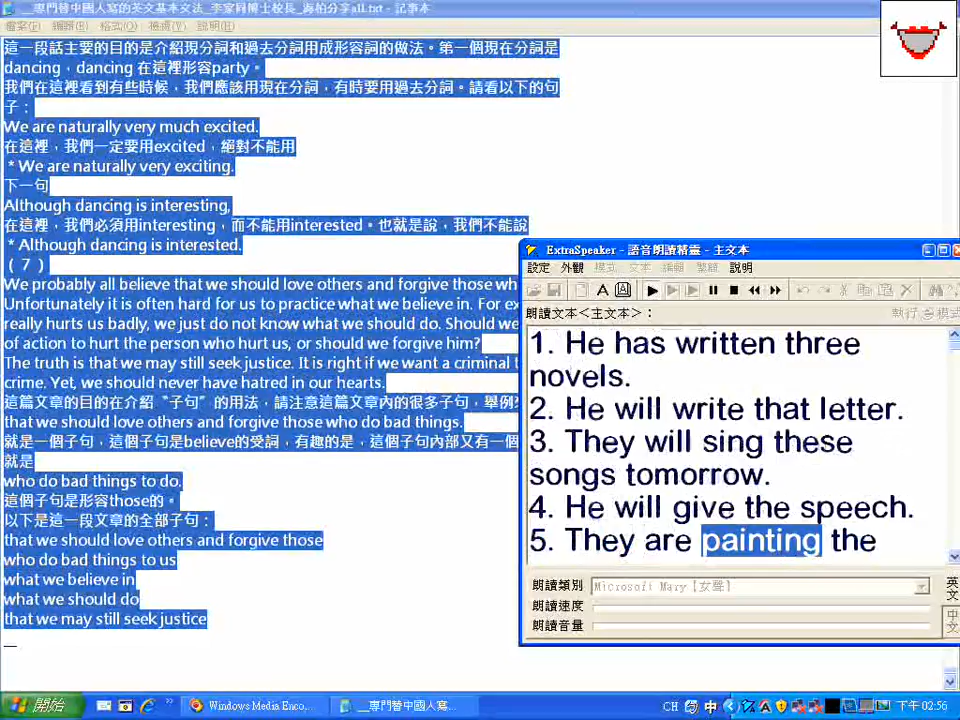 __專門替中國人寫的英文基本文法_李家同博士校長_海柏分享all.txt - 記事本
檔案(F) 編輯(E) 格式(O) 檢視(V) 說明(H)
這一段話主要的目的是介紹現分詞和過去分詞用成形容詞的做法。第一個現在分詞是
dancing，dancing 在這裡形容party。
我們在這裡看到有些時候，我們應該用現在分詞，有時要用過去分詞。請看以下的句
子：
We are naturally very much excited.
在這裡，我們一定要用excited，絕對不能用
* We are naturally very exciting.
下一句
Although dancing is interesting,
在這裡，我們必須用interesting，而不能用interested。也就是說，我們不能說
* Although dancing is interested.
（７）
We probably all believe that we should love others and forgive those wh
Unfortunately it is often hard for us to practice what we believe in. For ex
really hurts us badly, we just do not know what we should do. Should we
of action to hurt the person who hurt us, or should we forgive him?
The truth is that we may still seek justice. It is right if we want a criminal t
crime. Yet, we should never have hatred in our hearts.
這篇文章的目的在介紹“子句”的用法，請注意這篇文章內的很多子句，舉例來
that we should love others and forgive those who do bad things.
就是一個子句，這個子句是believe的受詞，有趣的是，這個子句內部又有一個
就是
who do bad things to do.
這個子句是形容those的。
以下是這一段文章的全部子句：
that we should love others and forgive those
who do bad things to us
what we believe in
what we should do
that we may still seek justice
ExtraSpeaker - 語音朗讀精靈 - 主文本
設定 外觀 模式 文本 編輯 說明
朗讀文本<主文本>：
執行
1. He has written three
novels.
2. He will write that letter.
3. They will sing these
songs tomorrow.
4. He will give the speech.
5. They are painting the
朗讀類別 Microsoft Mary【女聲】
朗讀速度
朗讀音量
英文
中文
開始 Windows Media Enco... __專門替中國人寫... CH 中 下午 02:56